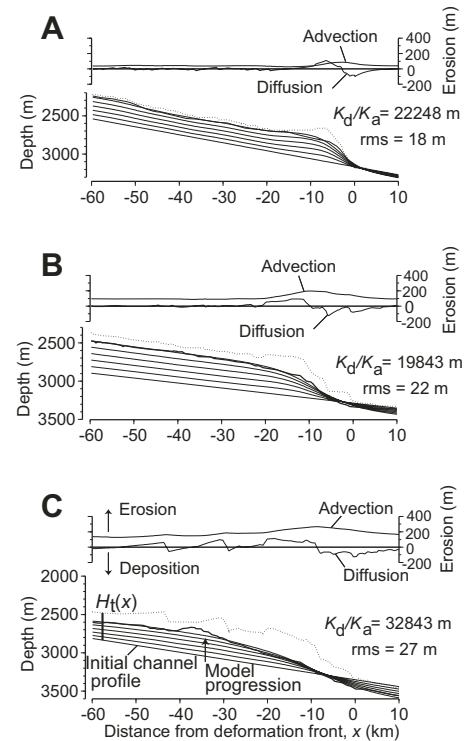 A
Advection
Diffusion
400
200
0
-200
Erosion (m)
Depth (m)
2500
3000
Kd/Ka= 22248 m
rms = 18 m
-60 -50 -40 -30 -20 -10 0 10
B
Advection
Diffusion
400
200
0
-200
Erosion (m)
Depth (m)
2500
3000
3500
Kd/Ka= 19843 m
rms = 22 m
-60 -50 -40 -30 -20 -10 0 10
C
Erosion
Deposition
Advection
Diffusion
400
200
0
-200
Erosion (m)
Depth (m)
2000
2500
3000
3500
Ht(x)
Initial channel
profile
Model
progression
Kd/Ka= 32843 m
rms = 27 m
-60 -50 -40 -30 -20 -10 0 10
Distance from deformation front, x (km)